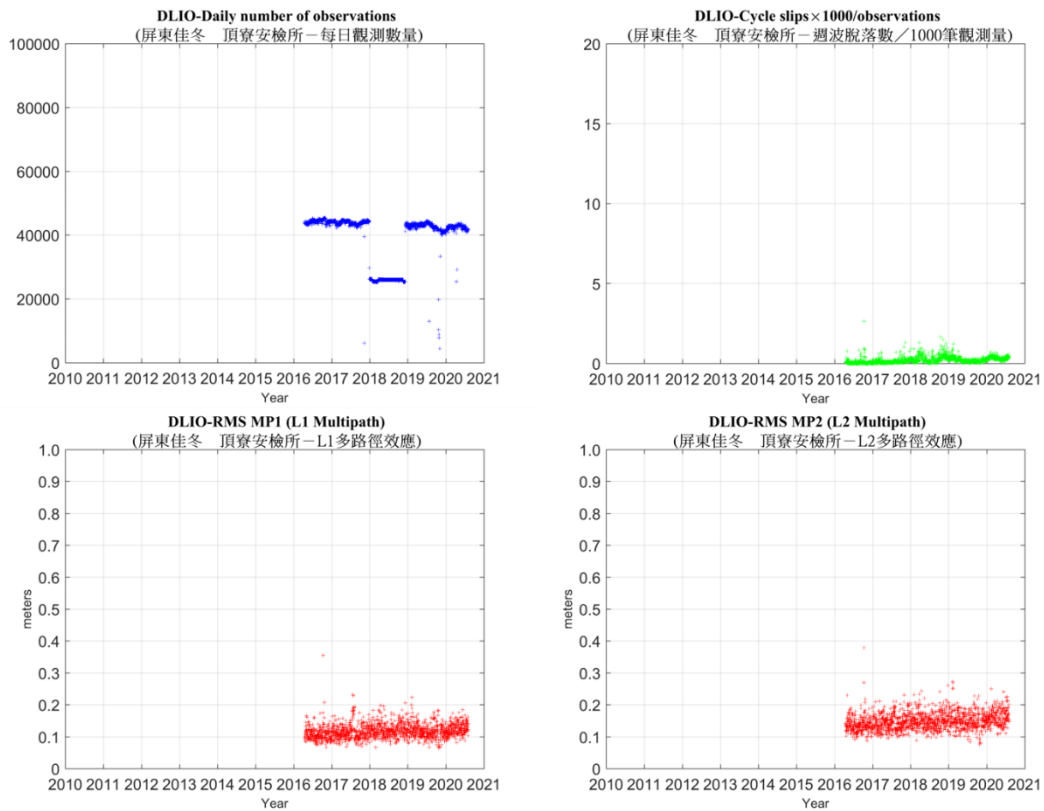 DLIO-Daily number of observations
(屏東佳冬　頂寮安檢所－每日觀測數量)
100000
80000
60000
40000
20000
0
2010 2011 2012 2013 2014 2015 2016 2017 2018 2019 2020 2021
Year
DLIO-Cycle slips×1000/observations
(屏東佳冬　頂寮安檢所－週波脫落數／1000筆觀測量)
20
15
10
5
0
2010 2011 2012 2013 2014 2015 2016 2017 2018 2019 2020 2021
Year
DLIO-RMS MP1 (L1 Multipath)
(屏東佳冬　頂寮安檢所－L1多路徑效應)
1.0
0.9
0.8
0.7
0.6
0.5
0.4
0.3
0.2
0.1
0
meters
2010 2011 2012 2013 2014 2015 2016 2017 2018 2019 2020 2021
Year
DLIO-RMS MP2 (L2 Multipath)
(屏東佳冬　頂寮安檢所－L2多路徑效應)
1.0
0.9
0.8
0.7
0.6
0.5
0.4
0.3
0.2
0.1
0
meters
2010 2011 2012 2013 2014 2015 2016 2017 2018 2019 2020 2021
Year